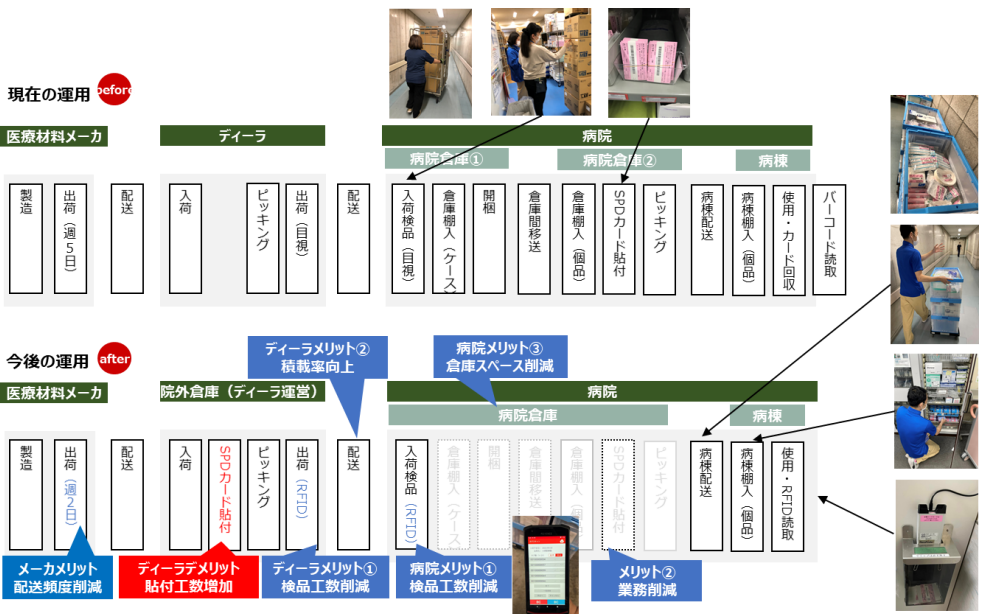 現在の運用 before
医療材料メーカ ディーラ 病院
病院倉庫① 病院倉庫② 病棟
製造
出荷（週５日）
配送
入荷
ピッキング
出荷（目視）
配送
入荷検品（目視）
倉庫棚入（ケース）
開梱
倉庫間移送
倉庫棚入（個品）
SPDカード貼付
ピッキング
病棟配送
病棟棚入（個品）
使用・カード回収
バーコード読取
今後の運用 after
ディーラメリット②
積載率向上
病院メリット③
倉庫スペース削減
医療材料メーカ 院外倉庫（ディーラ運営） 病院
病院倉庫 病棟
製造
出荷（週2日）
配送
入荷
SPDカード貼付
ピッキング
出荷（RFID）
配送
入荷検品（RFID）
倉庫棚入（ケース
開梱
倉庫間移送
倉庫棚入（個
SPDカード貼付
ピッキング
病棟配送
病棟棚入（個品）
使用・RFID読取
メーカメリット
配送頻度削減
ディーラデメリット
貼付工数増加
ディーラメリット①
検品工数削減
病院メリット①
検品工数削減
メリット②
業務削減